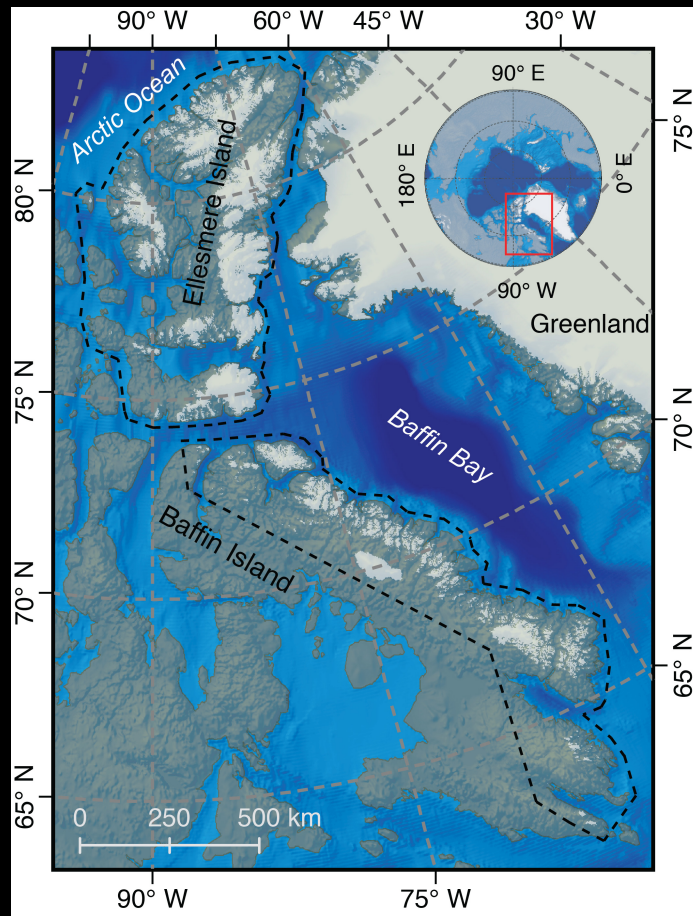 90° W
60° W
45° W
30° W
Arctic Ocean
90° E
75° N
180° E
0° E
80° N
Ellesmere Island
90° W
Greenland
75° N
70° N
Baffin Bay
Baffin Island
70° N
65° N
65° N
0
250
500 km
90° W
75° W